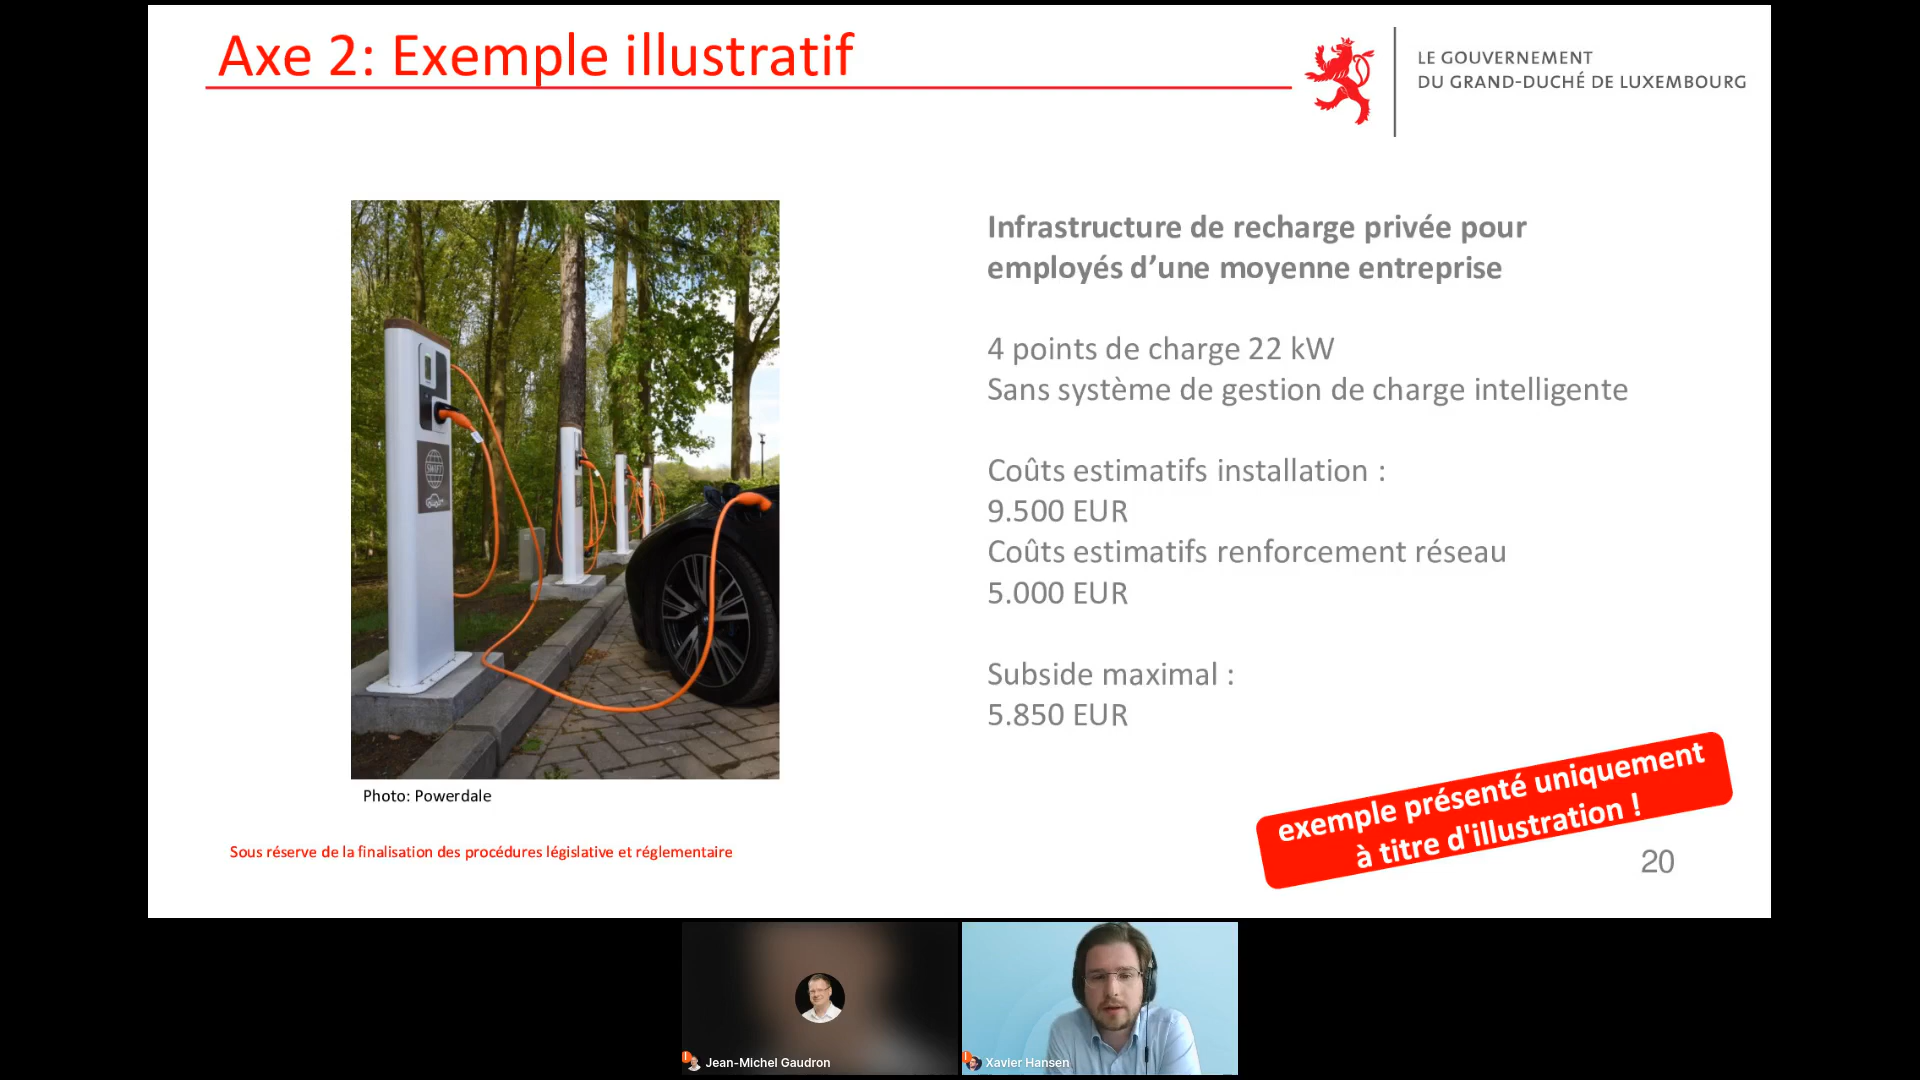 Axe 2: Exemple illustratif
LE GOUVERNEMENT
DU GRAND-DUCHÉ DE LUXEMBOURG
Infrastructure de recharge privée pour
employés d’une moyenne entreprise
4 points de charge 22 kW
Sans système de gestion de charge intelligente
Coûts estimatifs installation :
9.500 EUR
Coûts estimatifs renforcement réseau
5.000 EUR
Subside maximal :
5.850 EUR
SWIFT
Photo: Powerdale
exemple présenté uniquement
à titre d'illustration !
Sous réserve de la finalisation des procédures législative et réglementaire
20
Jean-Michel Gaudron
Xavier Hansen